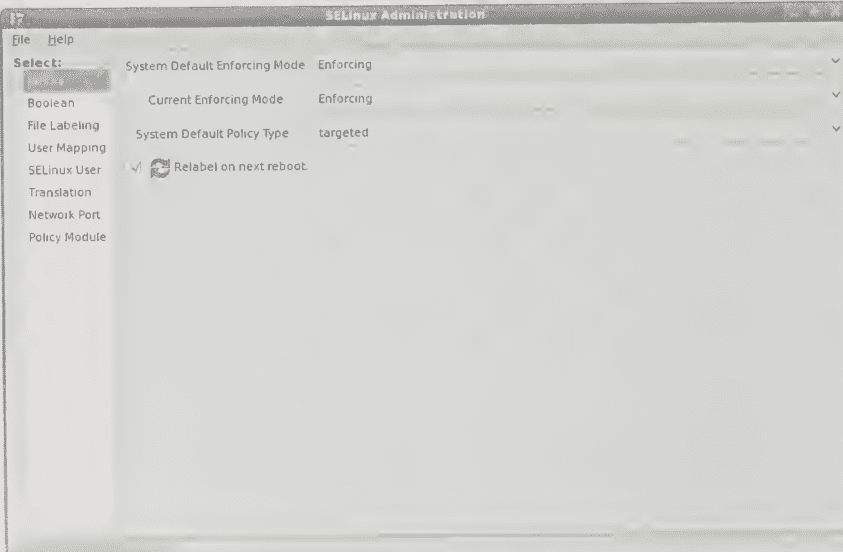 SELinux Administration
File Help
Select:
System Default Enforcing Mode Enforcing
Boolean
Current Enforcing Mode Enforcing
File Labeling
System Default Policy Type targeted
User Mapping
SELinux User
Relabel on next reboot.
Translation
Network Port
Policy Module